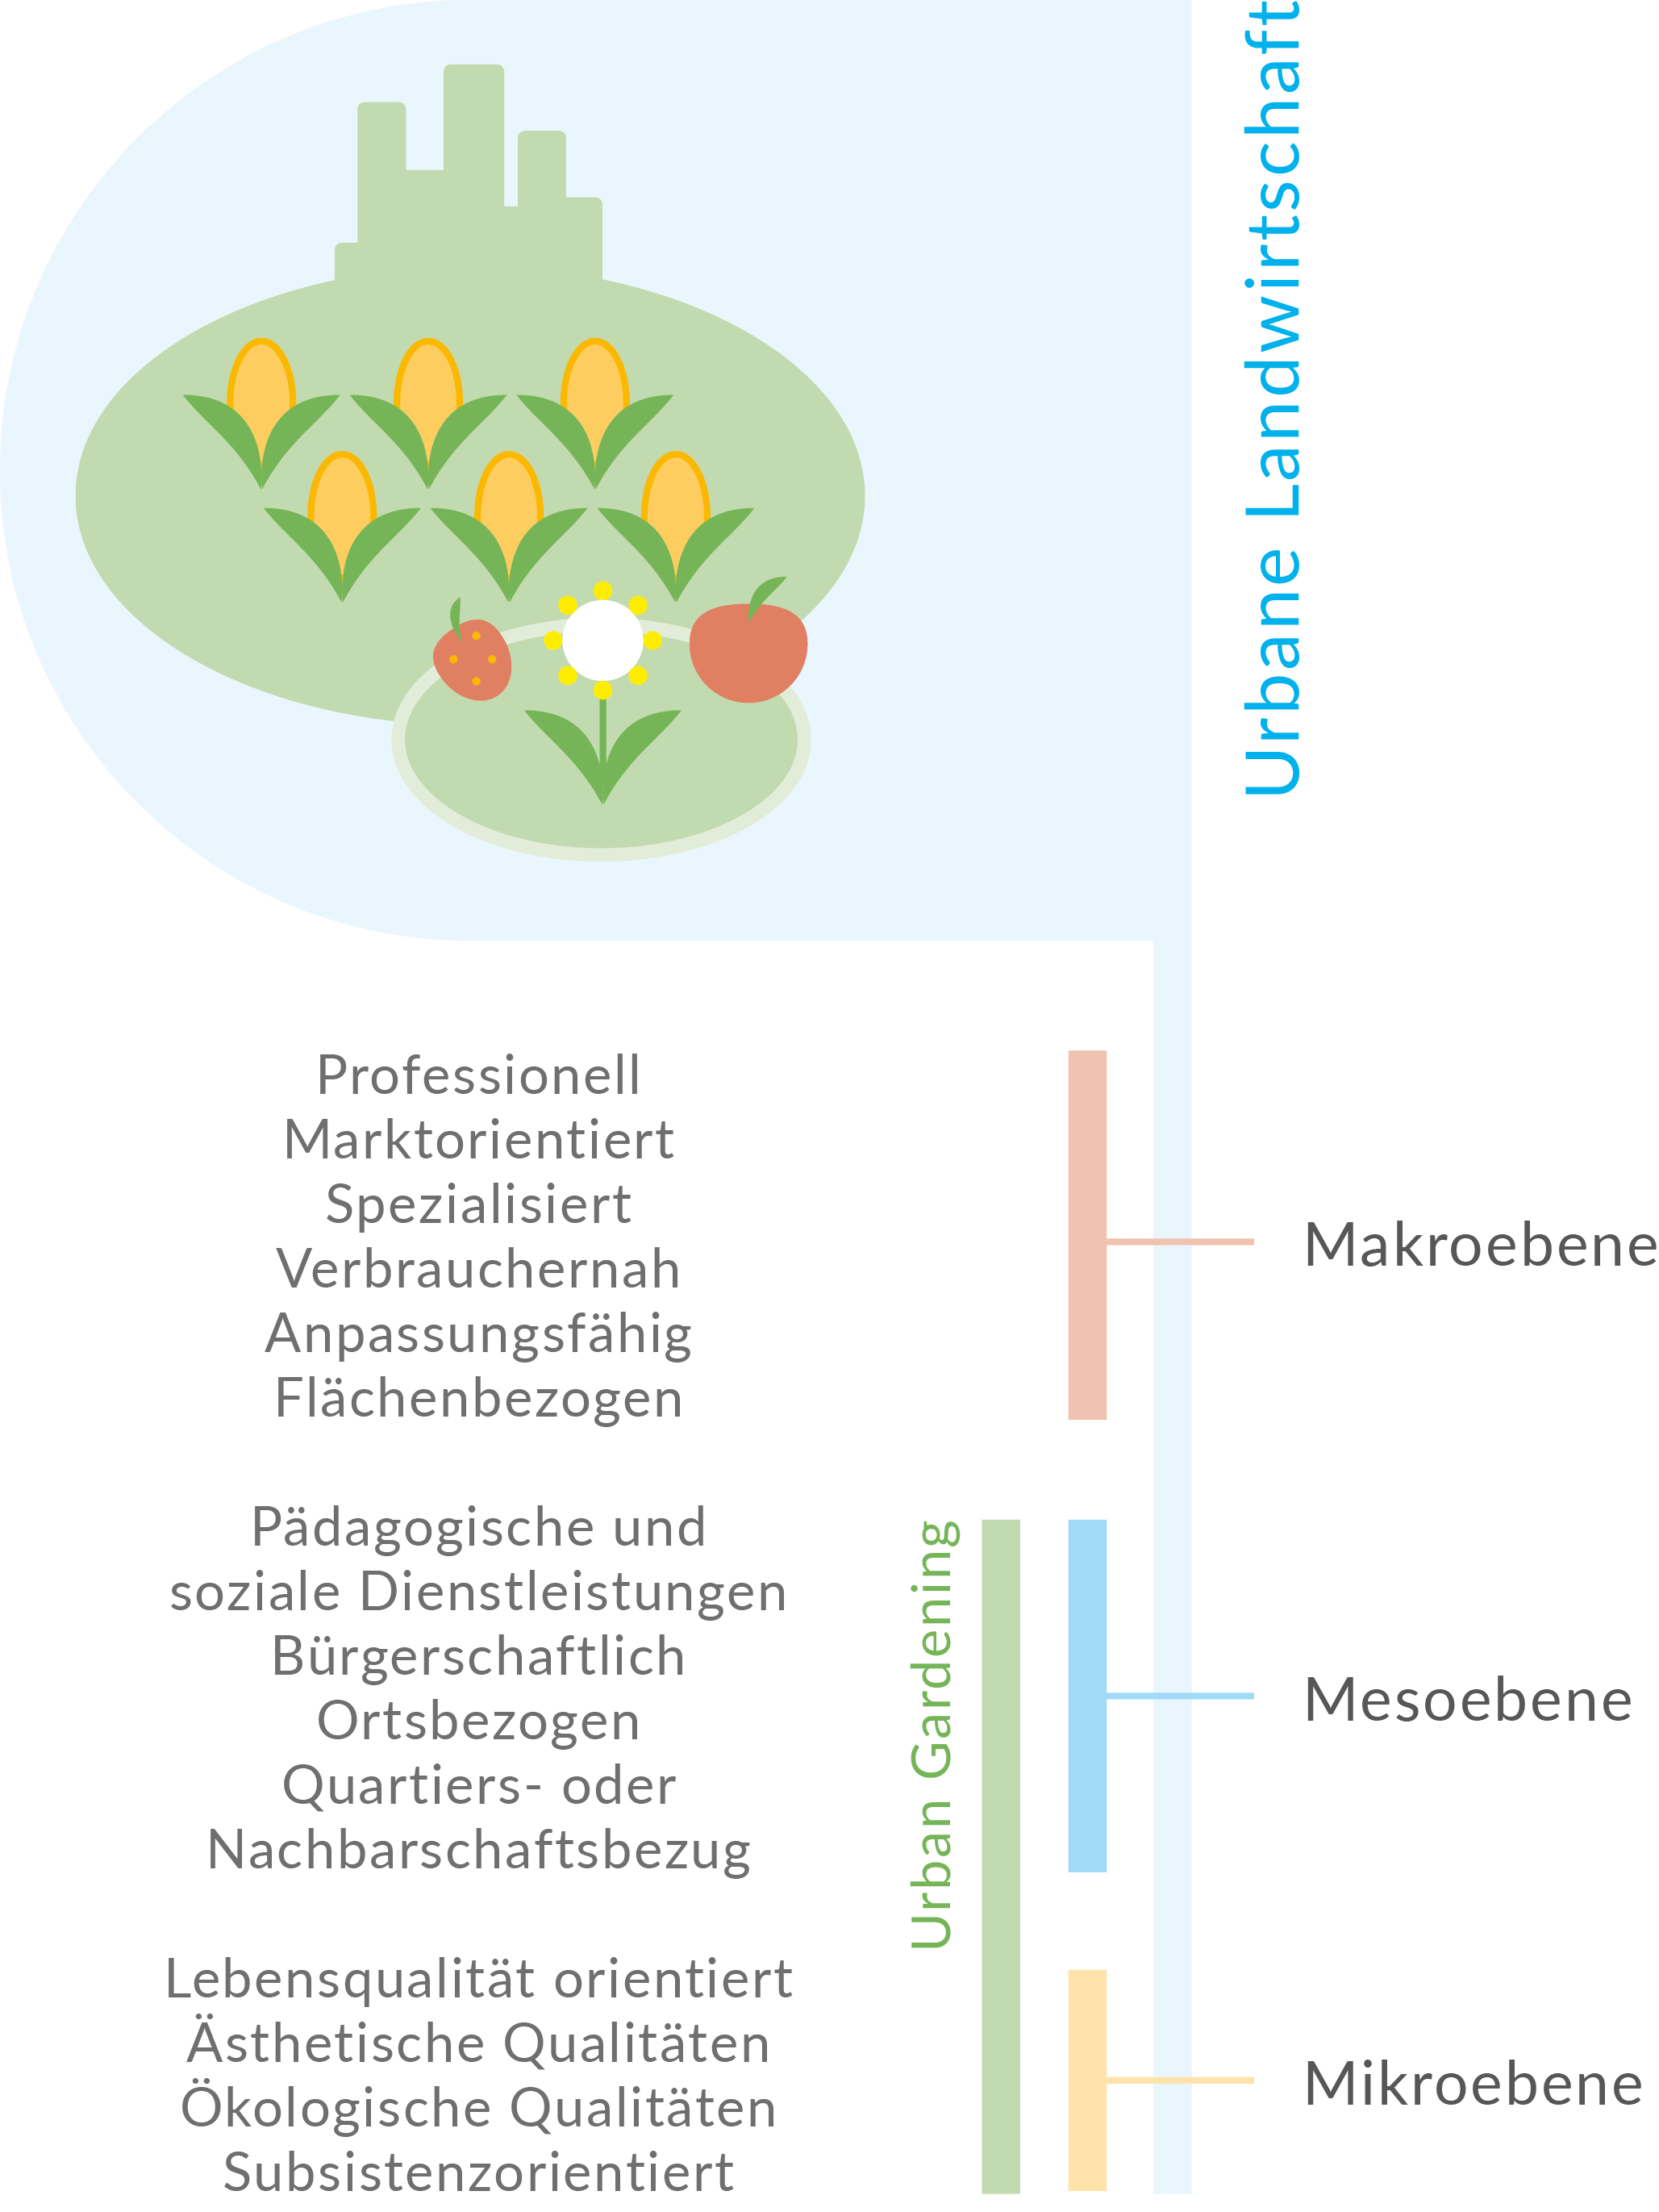 Urbane Landwirtschaft
Professionell
Marktorientiert
Spezialisiert
Verbrauchernah
Anpassungsfähig
Flächenbezogen
Makroebene
Pädagogische und
soziale Dienstleistungen
Bürgerschaftlich
Ortsbezogen
Quartiers- oder
Nachbarschaftsbezug
Urban Gardening
Mesoebene
Lebensqualität orientiert
Ästhetische Qualitäten
Ökologische Qualitäten
Subsistenzorientiert
Mikroebene